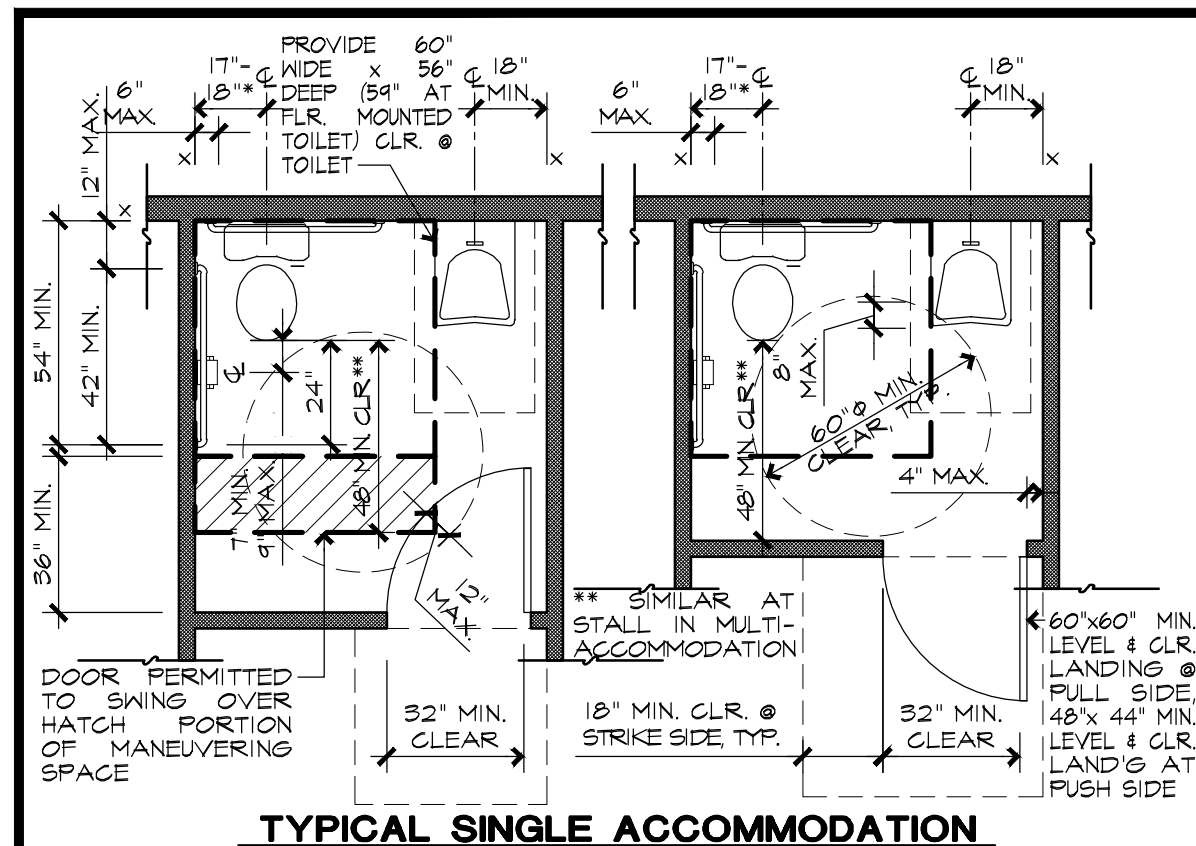 PROVIDE 60"
WIDE x 56"
DEEP (59" AT
FLR. MOUNTED
TOILET) CLR. @
TOILET
17"-
18"*
℄
6"
MAX.
℄ 18"
MIN.
6"
MAX.
17"-
18"*
℄
℄ 18"
MIN.
12" MAX.
x
x
x
x
x
54" MIN.
42" MIN.
36" MIN.
℄
24"
48" MIN CLR**
7" MIN.
9" MAX.
12"
MAX.
48" MIN CLR**
8"
MAX.
60"ϕ MIN.
CLEAR, TYP.
4" MAX.
** SIMILAR AT
STALL IN MULTI-
ACCOMMODATION
DOOR PERMITTED
TO SWING OVER
HATCH PORTION
OF MANEUVERING
SPACE
32" MIN.
CLEAR
18" MIN. CLR. @
STRIKE SIDE, TYP.
32" MIN.
CLEAR
60"x60" MIN.
LEVEL & CLR.
LANDING @
PULL SIDE,
48"x 44" MIN.
LEVEL & CLR.
LAND'G AT
PUSH SIDE
TYPICAL SINGLE ACCOMMODATION